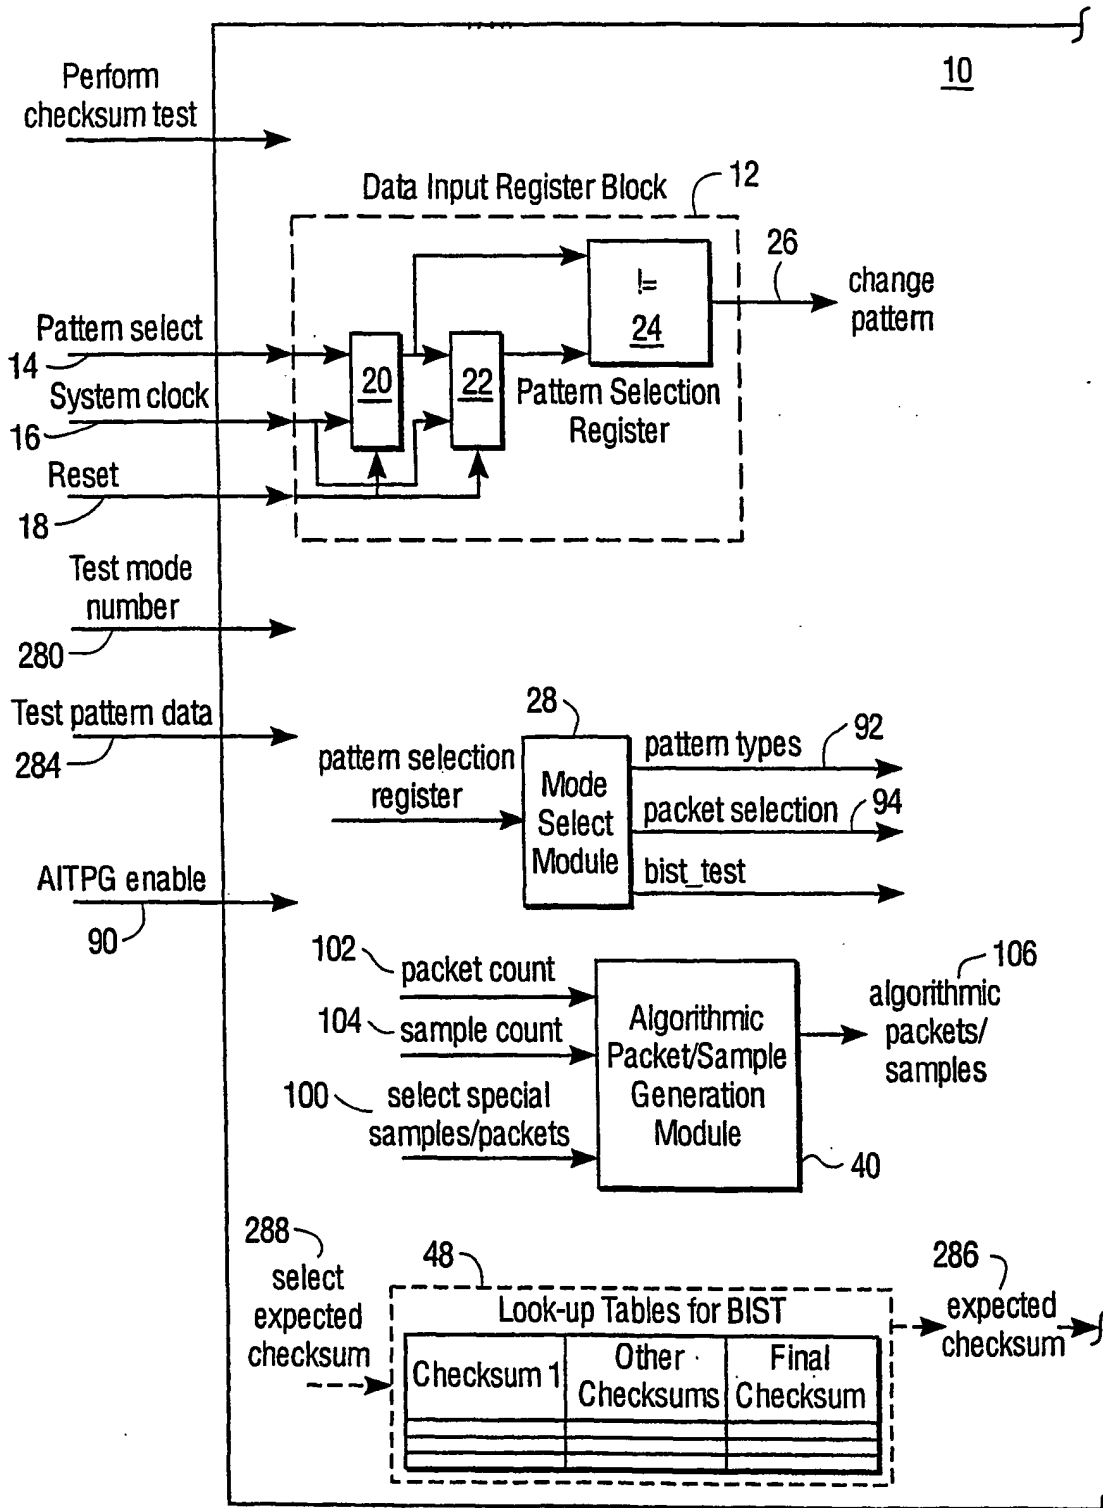 10
Perform
checksum test
Data Input Register Block
12
!=
24
26
change
pattern
Pattern select
14
20
22
Pattern Selection
Register
System clock
16
Reset
18
Test mode
number
280
Test pattern data
284
28
pattern selection
register
Mode
Select
Module
pattern types
92
packet selection
94
bist_test
AITPG enable
90
102
packet count
104
sample count
100
select special
samples/packets
Algorithmic
Packet/Sample
Generation
Module
40
106
algorithmic
packets/
samples
288
select
expected
checksum
48
Look-up Tables for BIST
Checksum 1
Other
Checksums
Final
Checksum
286
expected
checksum